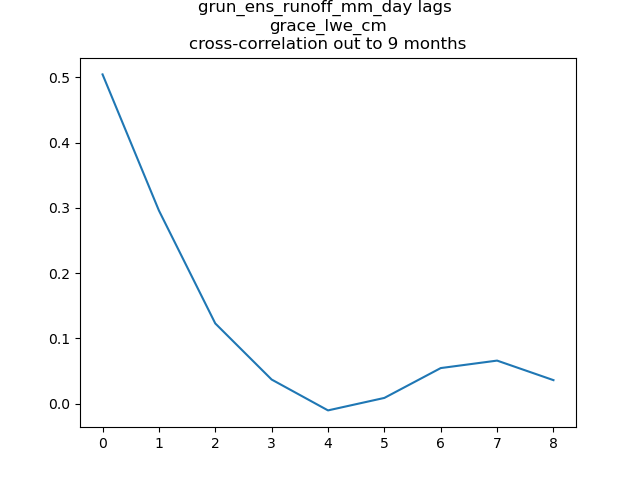 grun_ens_runoff_mm_day lags
grace_lwe_cm
cross-correlation out to 9 months
0.5
0.4
0.3
0.2
0.1
0.0
0 1 2 3 4 5 6 7 8